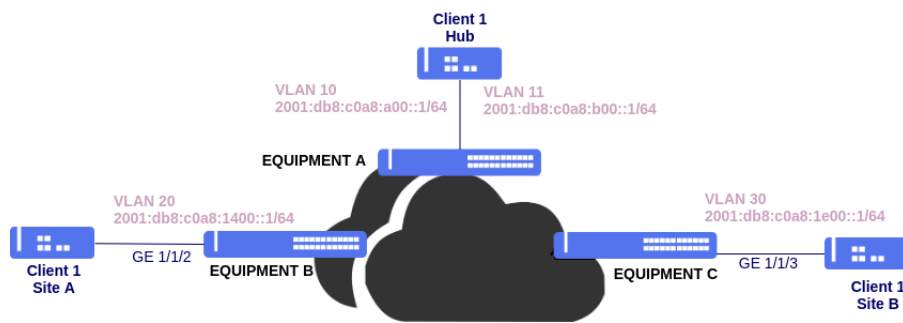 Client 1
Hub
VLAN 10
2001:db8:c0a8:a00::1/64
VLAN 11
2001:db8:c0a8:b00::1/64
EQUIPMENT A
VLAN 20
2001:db8:c0a8:1400::1/64
VLAN 30
2001:db8:c0a8:1e00::1/64
GE 1/1/2
EQUIPMENT B
EQUIPMENT C
GE 1/1/3
Client 1
Site A
Client 1
Site B